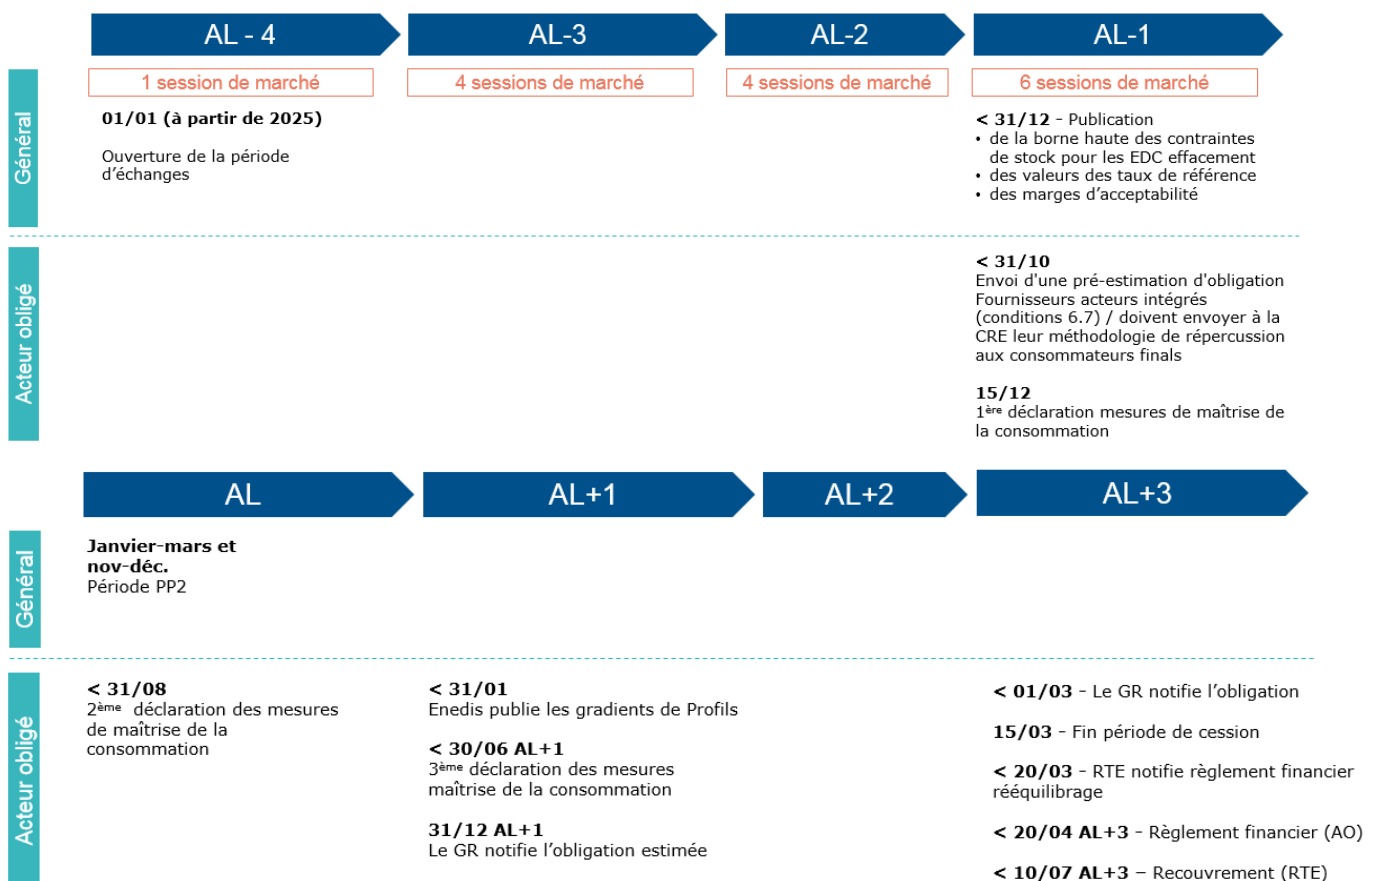 AL - 4
AL-3
AL-2
AL-1
1 session de marché
4 sessions de marché
4 sessions de marché
6 sessions de marché
Général
01/01 (à partir de 2025)
Ouverture de la période
d’échanges
< 31/12 - Publication
• de la borne haute des contraintes
de stock pour les EDC effacement
• des valeurs des taux de référence
• des marges d’acceptabilité
Acteur obligé
< 31/10
Envoi d'une pré-estimation d'obligation
Fournisseurs acteurs intégrés
(conditions 6.7) / doivent envoyer à la
CRE leur méthodologie de répercussion
aux consommateurs finals
15/12
1ère déclaration mesures de maîtrise de
la consommation
AL
AL+1
AL+2
AL+3
Général
Janvier-mars et
nov-déc.
Période PP2
Acteur obligé
< 31/08
2ème déclaration des mesures
de maîtrise de la
consommation
< 31/01
Enedis publie les gradients de Profils
< 30/06 AL+1
3ème déclaration des mesures
maîtrise de la consommation
31/12 AL+1
Le GR notifie l’obligation estimée
< 01/03 - Le GR notifie l’obligation
15/03 - Fin période de cession
< 20/03 - RTE notifie règlement financier
rééquilibrage
< 20/04 AL+3 - Règlement financier (AO)
< 10/07 AL+3 – Recouvrement (RTE)